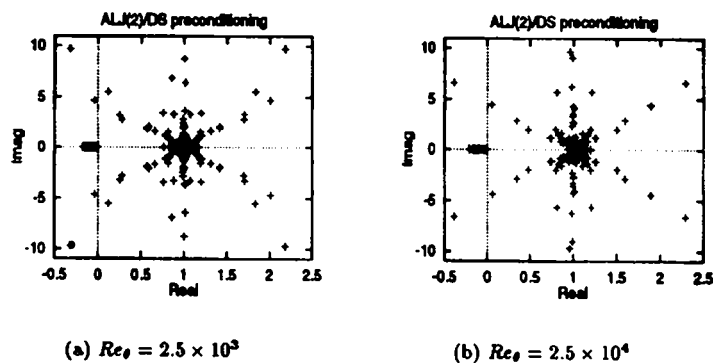 ALJ(2)/DS preconditioning
10
5
0
-5
-10
Imag
-0.5 0 0.5 1 1.5 2 2.5
Real
(a) Re_θ = 2.5 × 10³
ALJ(2)/DS preconditioning
10
5
0
-5
-10
Imag
-0.5 0 0.5 1 1.5 2 2.5
Real
(b) Re_θ = 2.5 × 10⁴